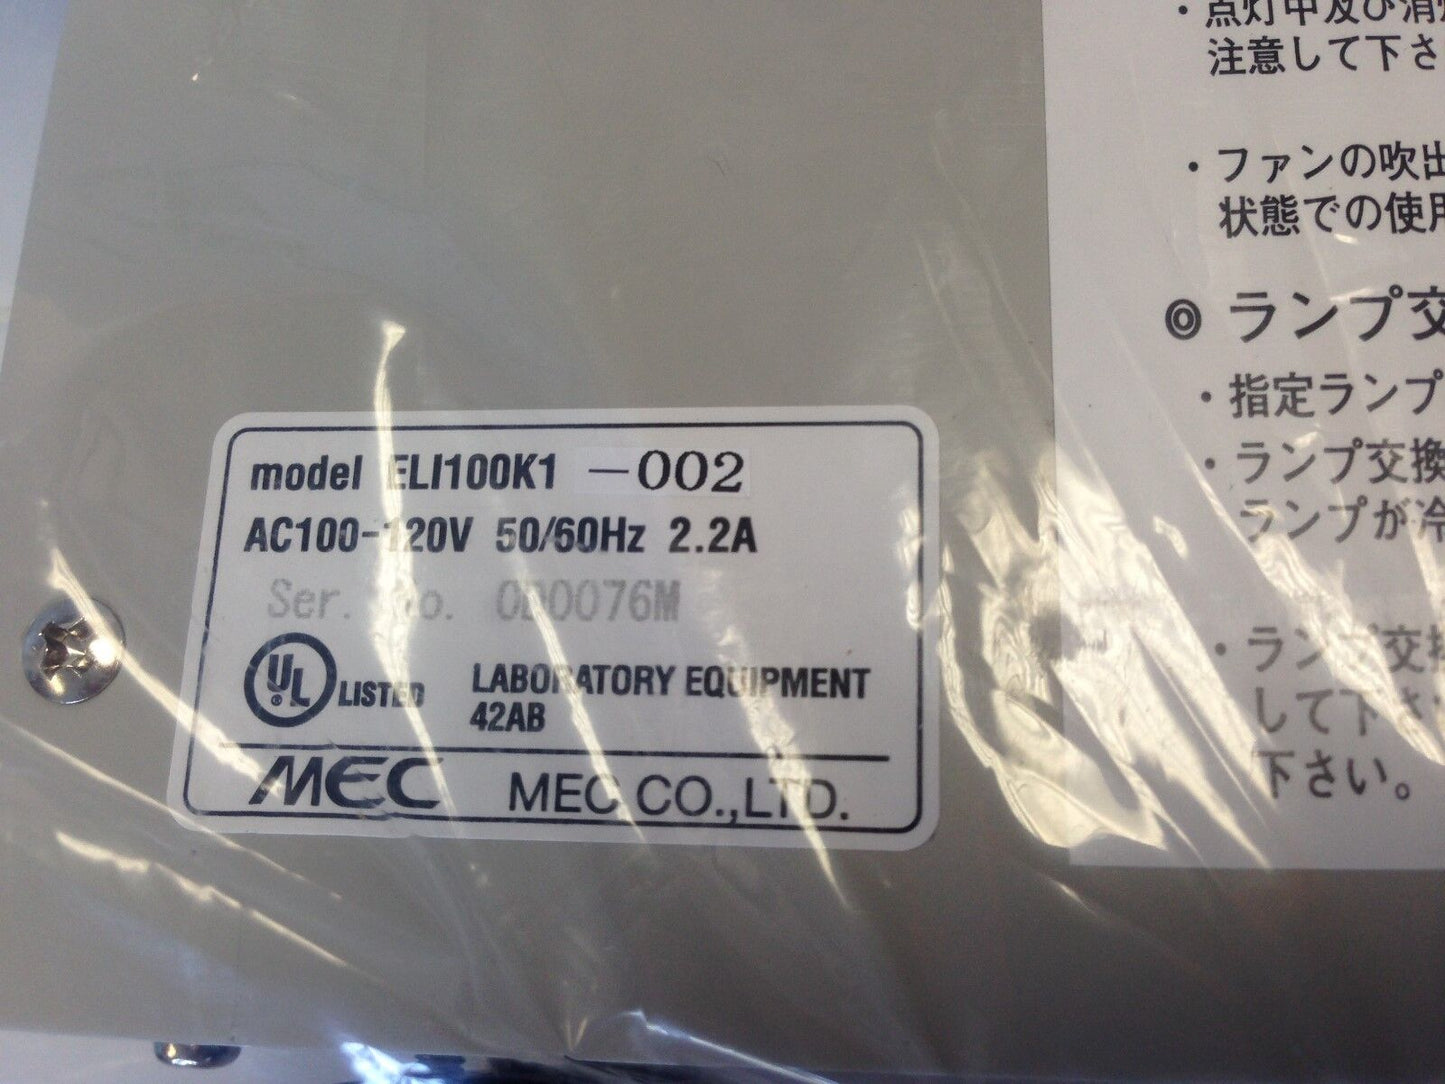 model ELI100K1 -002
AC100-120V 50/60Hz 2.2A
Ser. No. 0D0076M
UL® LISTED
LABORATORY EQUIPMENT
42AB
MEC MEC CO.,LTD.
・点灯中及び消
注意して下さ
・ファンの吹出
状態での使用
◎ ランプ交
・指定ランプ
・ランプ交換
ランプが冷
・ランプ交換
して下さ
下さい。